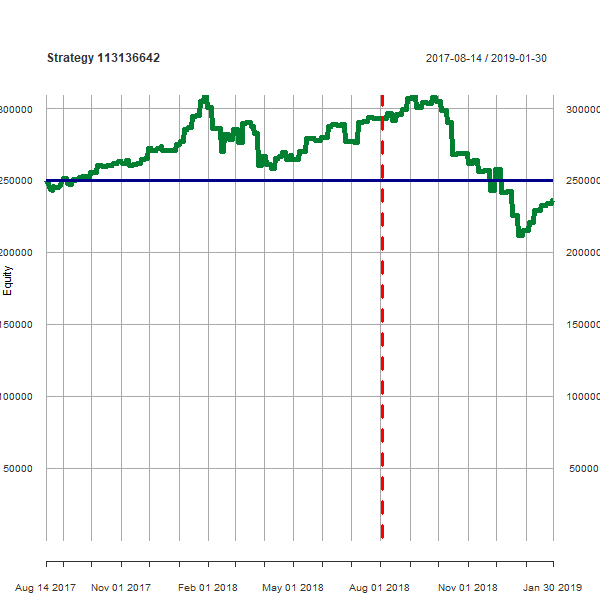 Strategy 113136642 2017-08-14 / 2019-01-30
300000 300000
250000 250000
200000 200000
Equity
150000 150000
100000 100000
50000 50000
Aug 14 2017 Nov 01 2017 Feb 01 2018 May 01 2018 Aug 01 2018 Nov 01 2018 Jan 30 2019